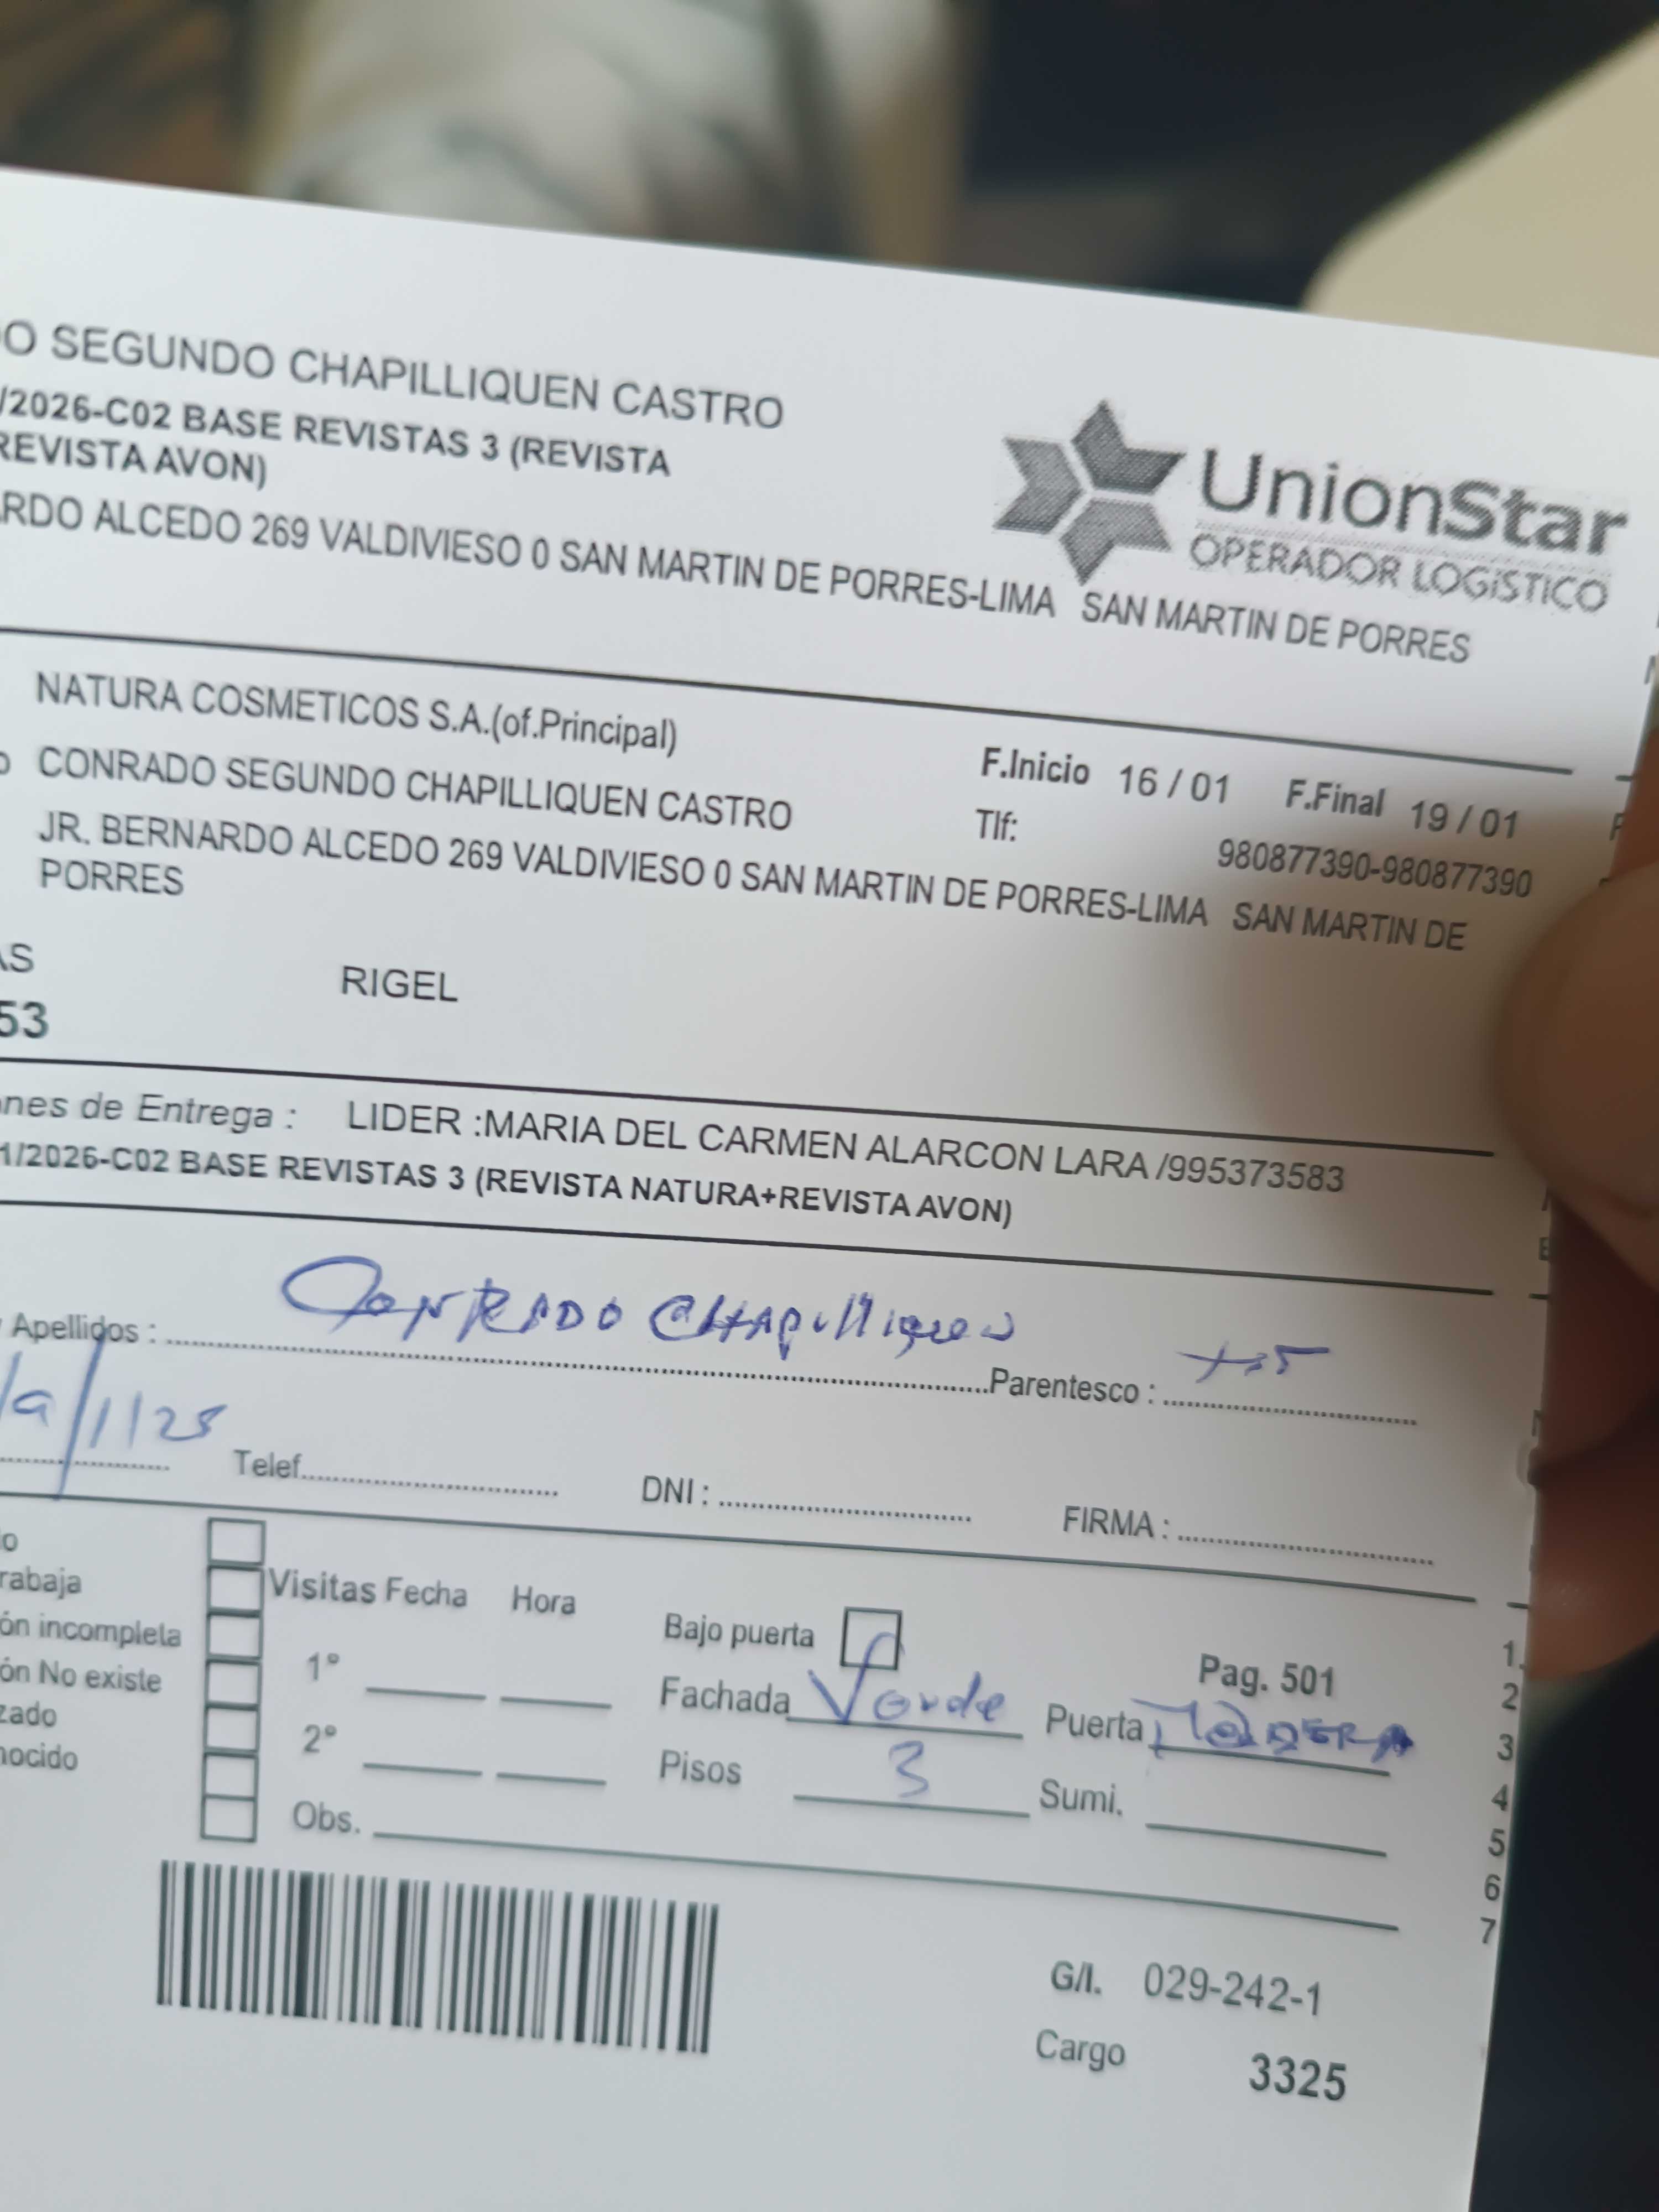 O SEGUNDO CHAPILLIQUEN CASTRO
/2026-C02 BASE REVISTAS 3 (REVISTA
REVISTA AVON)
RDO ALCEDO 269 VALDIVIESO 0 SAN MARTIN DE PORRES-LIMA SAN MARTIN DE PORRES
UnionStar
OPERADOR LOGÍSTICO
NATURA COSMETICOS S.A.(of.Principal)
F.Inicio 16 / 01 F.Final 19 / 01
o CONRADO SEGUNDO CHAPILLIQUEN CASTRO
Tlf: 980877390-980877390
JR. BERNARDO ALCEDO 269 VALDIVIESO 0 SAN MARTIN DE PORRES-LIMA SAN MARTIN DE
PORRES
AS RIGEL
53
nes de Entrega : LIDER :MARIA DEL CARMEN ALARCON LARA /995373583
1/2026-C02 BASE REVISTAS 3 (REVISTA NATURA+REVISTA AVON)
Apellidos : CONRADO CHAPilliqueN Parentesco :
Telef. DNI : FIRMA :
o
rabaja
ón incompleta
ón No existe
zado
nocido
Visitas Fecha Hora
1°
2°
Obs.
Bajo puerta
Fachada Verde Puerta MADERA
Pisos 3 Sumi.
Pag. 501
1.
2
3
4
5
6
7
G/I. 029-242-1
Cargo 3325